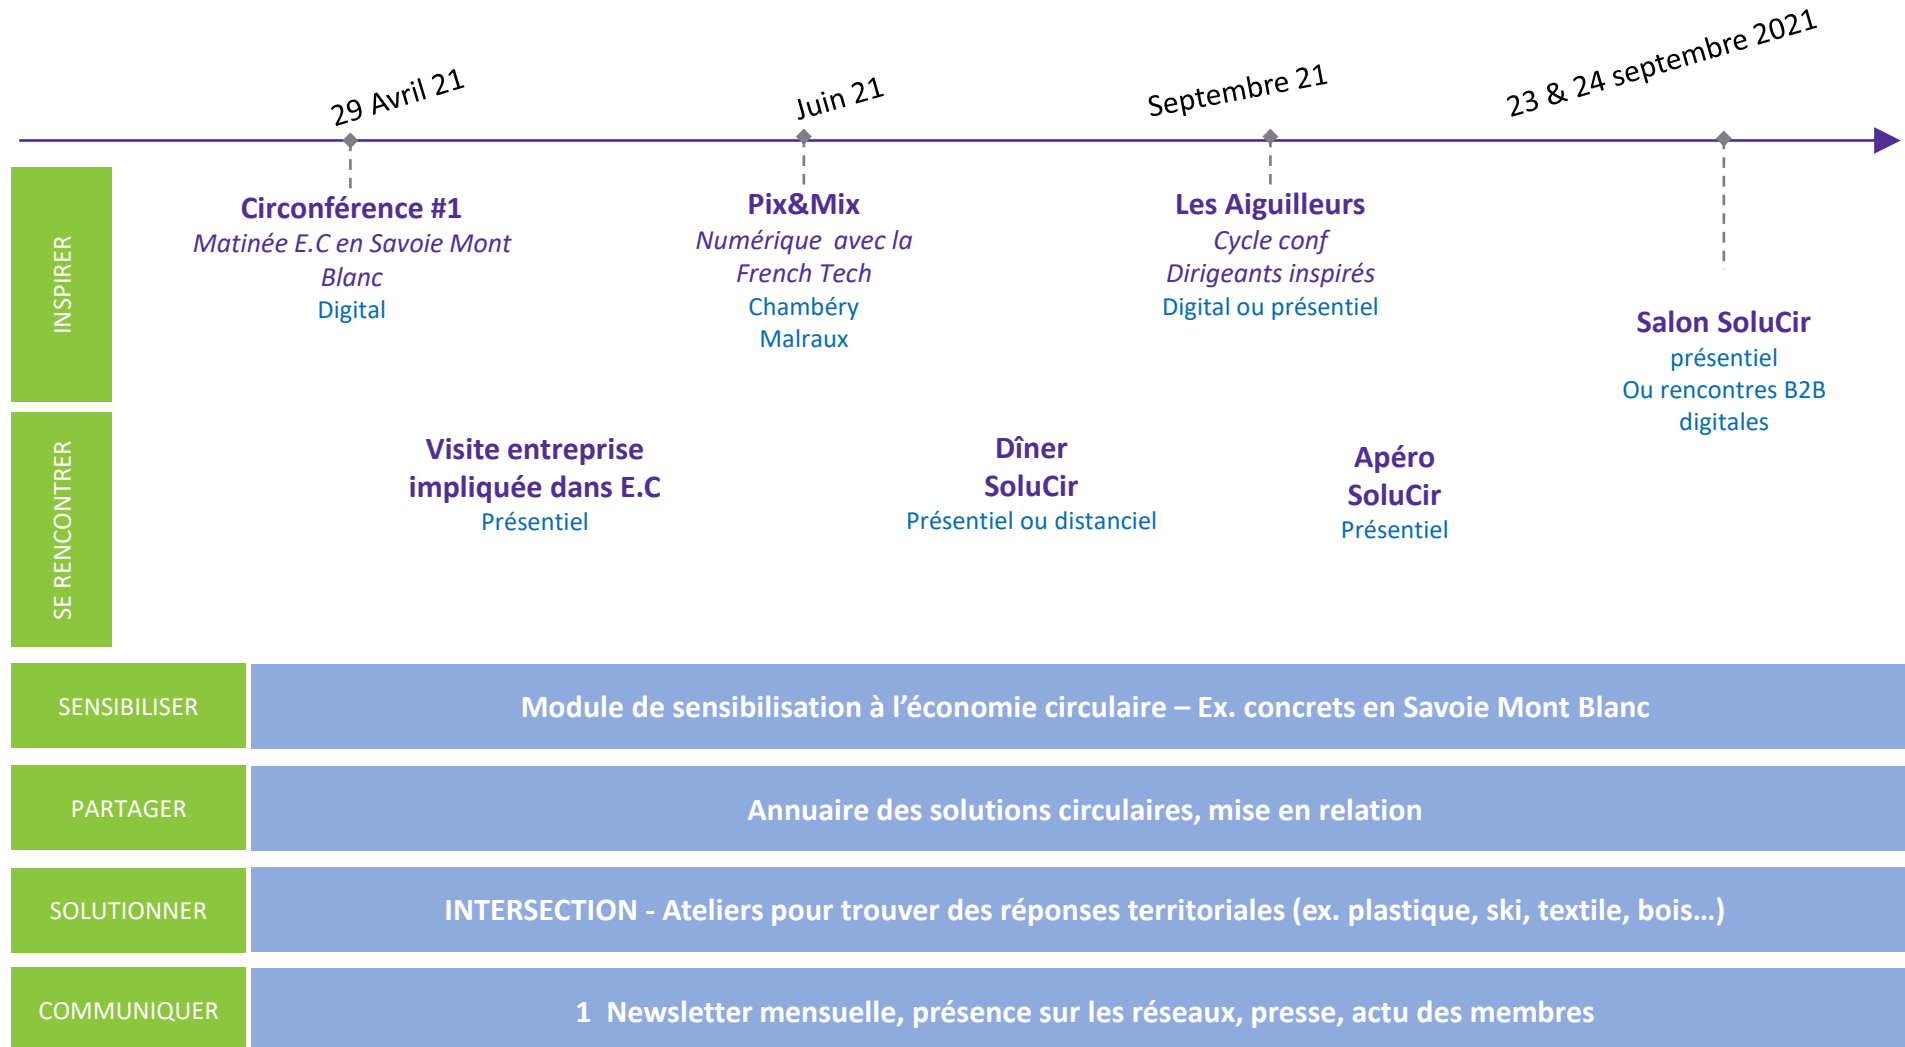 29 Avril 21
Juin 21
Septembre 21
23 & 24 septembre 2021
INSPIRER
Circonférence #1
Matinée E.C en Savoie Mont
Blanc
Digital
Pix&Mix
Numérique avec la
French Tech
Chambéry
Malraux
Les Aiguilleurs
Cycle conf
Dirigeants inspirés
Digital ou présentiel
Salon SoluCir
présentiel
Ou rencontres B2B
digitales
SE RENCONTRER
Visite entreprise
impliquée dans E.C
Présentiel
Dîner
SoluCir
Présentiel ou distanciel
Apéro
SoluCir
Présentiel
SENSIBILISER
Module de sensibilisation à l’économie circulaire – Ex. concrets en Savoie Mont Blanc
PARTAGER
Annuaire des solutions circulaires, mise en relation
SOLUTIONNER
INTERSECTION - Ateliers pour trouver des réponses territoriales (ex. plastique, ski, textile, bois…)
COMMUNIQUER
1 Newsletter mensuelle, présence sur les réseaux, presse, actu des membres